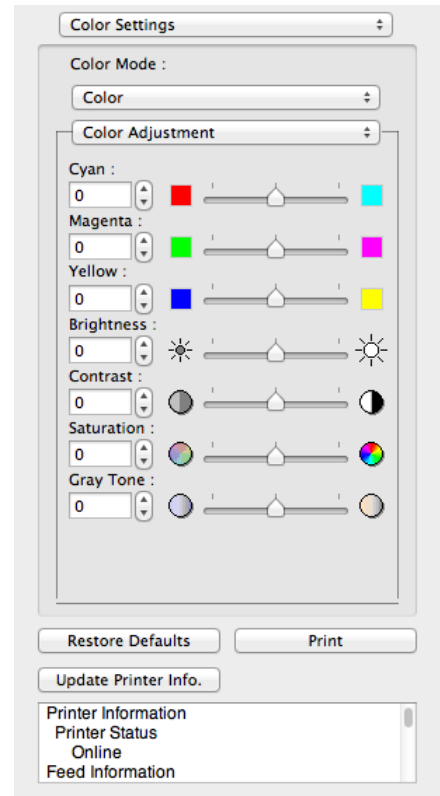 Color Settings
Color Mode :
Color
Color Adjustment
Cyan :
0
Magenta :
0
Yellow :
0
Brightness :
0
Contrast :
0
Saturation :
0
Gray Tone :
0
Restore Defaults
Print
Update Printer Info.
Printer Information
Printer Status
Online
Feed Information